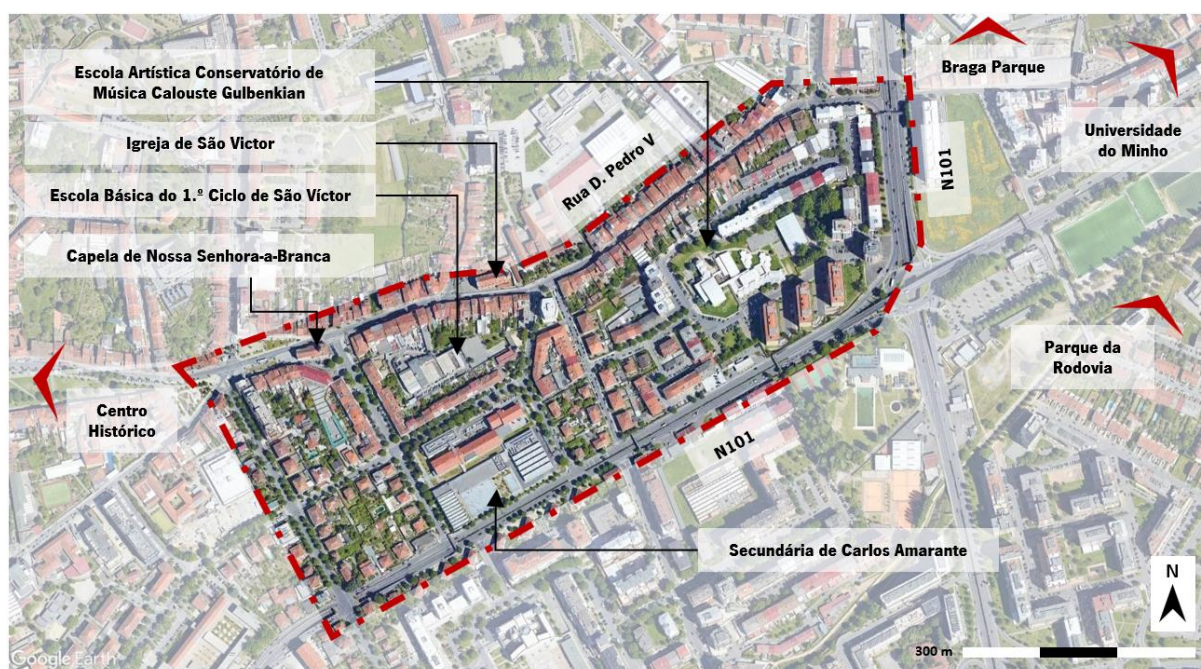 Escola Artística Conservatório de
Música Calouste Gulbenkian
Igreja de São Victor
Escola Básica do 1.º Ciclo de São Víctor
Capela de Nossa Senhora-a-Branca
Centro
Histórico
Rua D. Pedro V
Braga Parque
Universidade
do Minho
N101
Parque da
Rodovia
N101
Secundária de Carlos Amarante
N
300 m
Google Earth